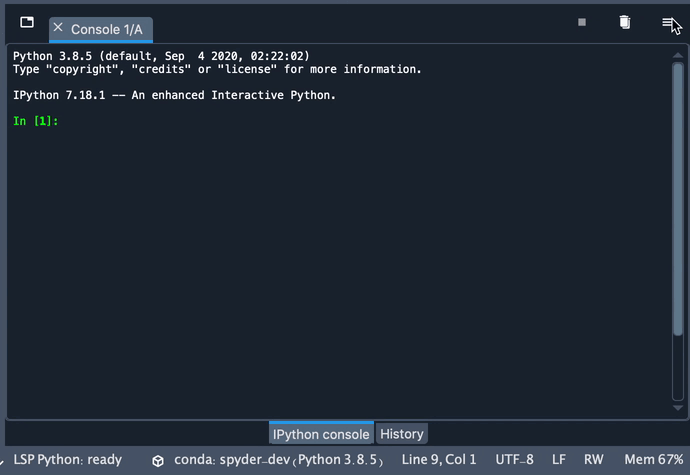 Console 1/A
Python 3.8.5 (default, Sep  4 2020, 02:22:02)
Type "copyright", "credits" or "license" for more information.
IPython 7.18.1 -- An enhanced Interactive Python.
In [1]:
IPython console History
LSP Python: ready conda: spyder_dev (Python 3.8.5) Line 9, Col 1 UTF-8 LF RW Mem 67%